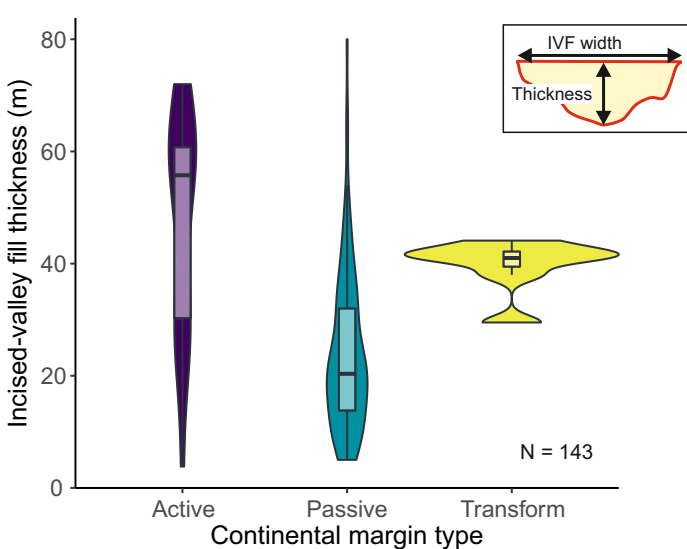 80
60
40
20
0
Incised-valley fill thickness (m)
IVF width
Thickness
N = 143
Active Passive Transform
Continental margin type